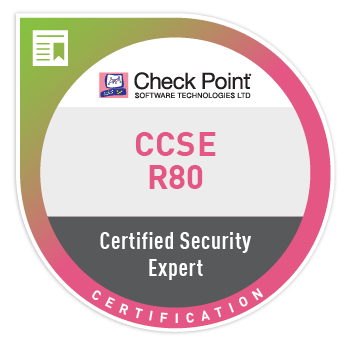 Check Point
SOFTWARE TECHNOLOGIES LTD
CCSE
R80
Certified Security
Expert
CERTIFICATION